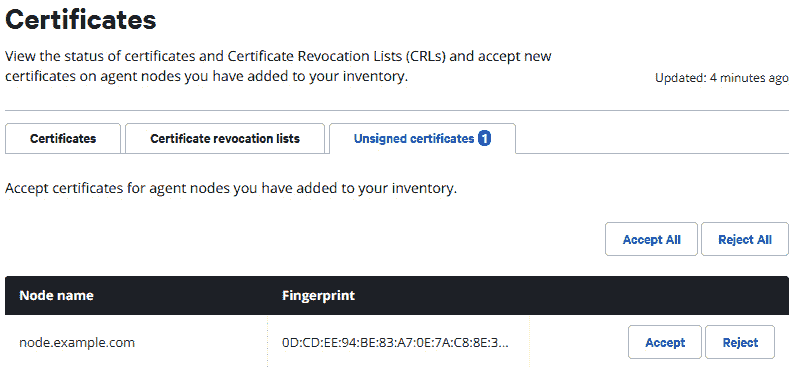 Certificates
View the status of certificates and Certificate Revocation Lists (CRLs) and accept new
certificates on agent nodes you have added to your inventory.
Updated: 4 minutes ago
Certificates
Certificate revocation lists
Unsigned certificates 1
Accept certificates for agent nodes you have added to your inventory.
Accept All
Reject All
Node name
Fingerprint
node.example.com
0D:CD:EE:94:BE:83:A7:0E:7A:C8:8E:3...
Accept
Reject